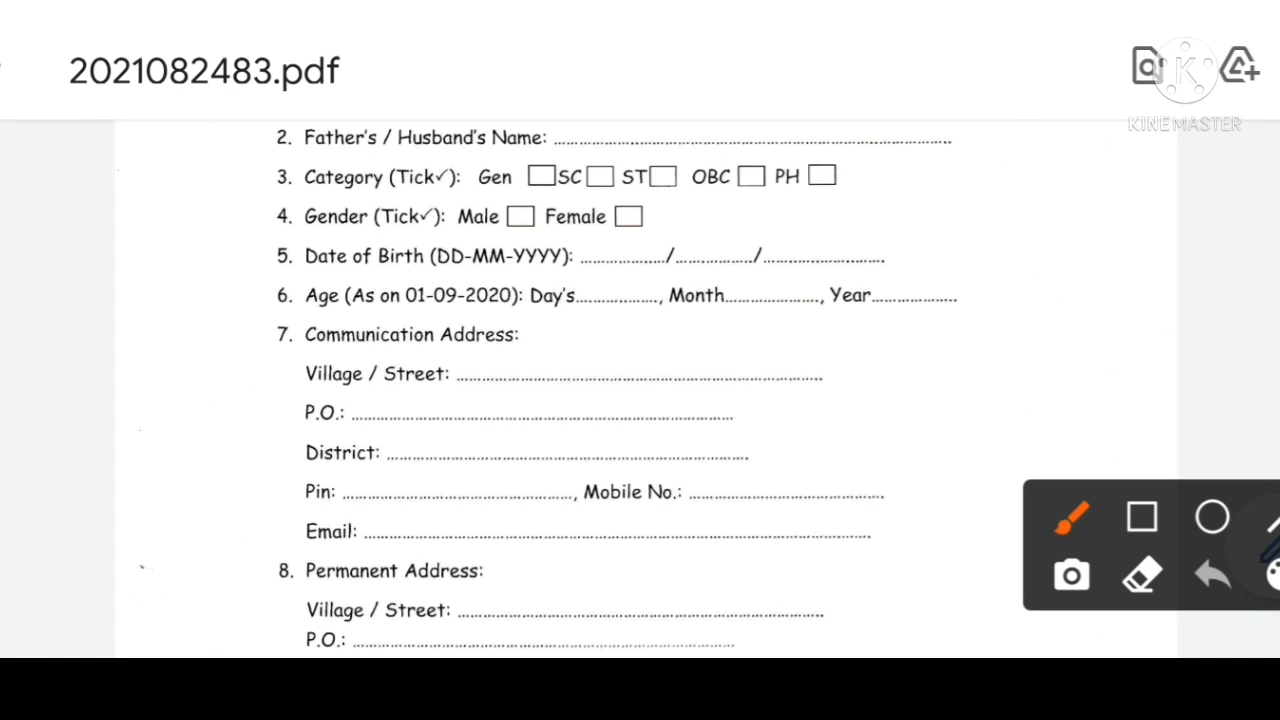 2021082483.pdf
KINEMASTER
2. Father's / Husband's Name: ........................................
3. Category (Tick✓): Gen SC ST OBC PH
4. Gender (Tick✓): Male Female
5. Date of Birth (DD-MM-YYYY): ............/............/................
6. Age (As on 01-09-2020): Day's............, Month............, Year............
7. Communication Address:
Village / Street: ........................................
P.O.: ........................................
District: ........................................
Pin: ........................, Mobile No.: ........................
Email: ........................................
8. Permanent Address:
Village / Street: ........................................
P.O.: ........................................